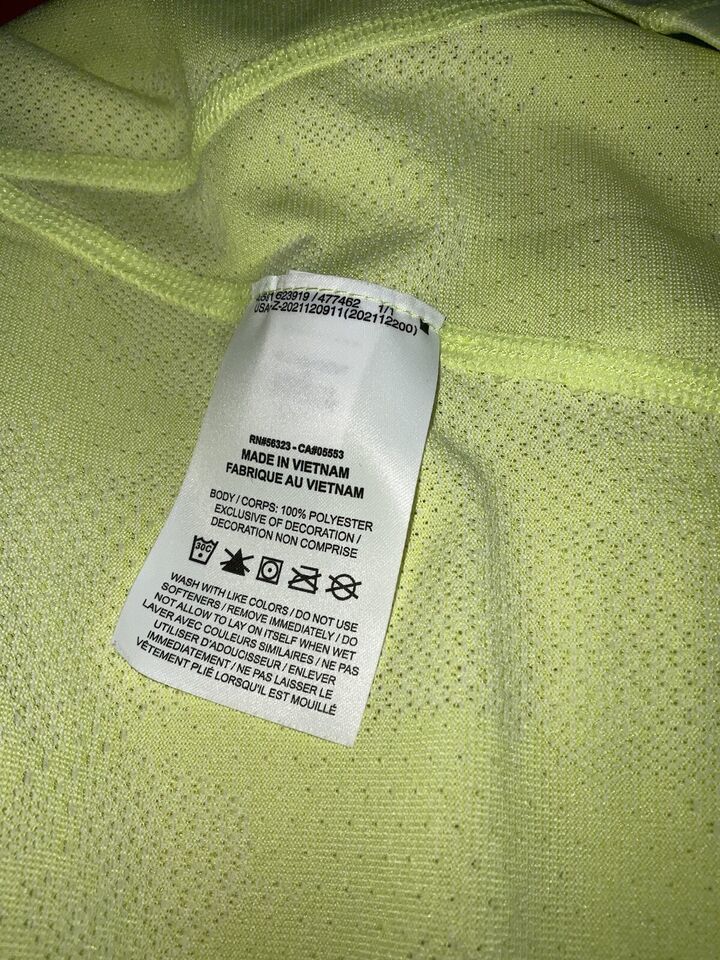 623919 / 477462 1/1
USA-Z-2021120911(202112200)
RN#56323 - CA#05553
MADE IN VIETNAM
FABRIQUE AU VIETNAM
BODY / CORPS: 100% POLYESTER
EXCLUSIVE OF DECORATION /
DECORATION NON COMPRISE
30C
WASH WITH LIKE COLORS / DO NOT USE
SOFTENERS / REMOVE IMMEDIATELY / DO
NOT ALLOW TO LAY ON ITSELF WHEN WET
LAVER AVEC COULEURS SIMILAIRES / NE PAS
UTILISER D'ADOUCISSEUR / ENLEVER
IMMEDIATEMENT / NE PAS LAISSER LE
VÊTEMENT PLIÉ LORSQU'IL EST MOUILLÉ